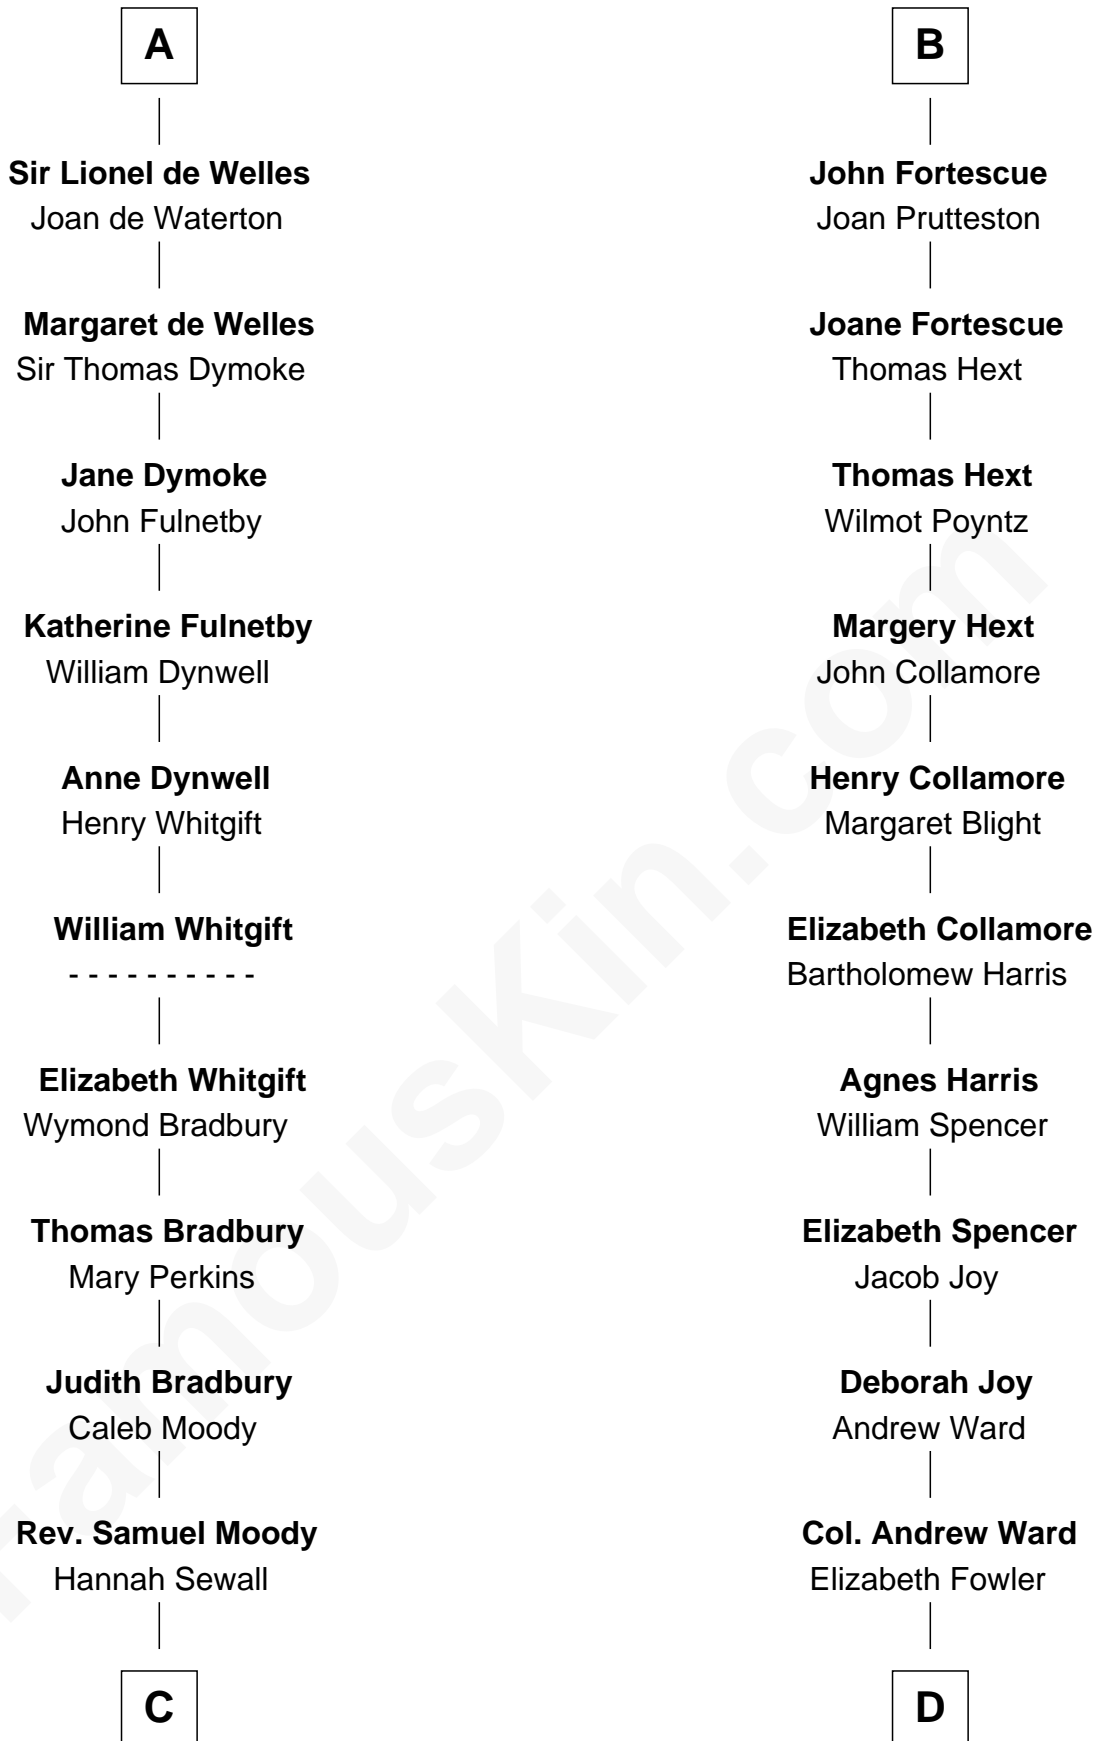 A
Sir Lionel de Welles
Joan de Waterton
Margaret de Welles
Sir Thomas Dymoke
Jane Dymoke
John Fulnetby
Katherine Fulnetby
William Dynwell
Anne Dynwell
Henry Whitgift
William Whitgift
- - - - - - - - - -
Elizabeth Whitgift
Wymond Bradbury
Thomas Bradbury
Mary Perkins
Judith Bradbury
Caleb Moody
Rev. Samuel Moody
Hannah Sewall
C
B
John Fortescue
Joan Prutteston
Joane Fortescue
Thomas Hext
Thomas Hext
Wilmot Poyntz
Margery Hext
John Collamore
Henry Collamore
Margaret Blight
Elizabeth Collamore
Bartholomew Harris
Agnes Harris
William Spencer
Elizabeth Spencer
Jacob Joy
Deborah Joy
Andrew Ward
Col. Andrew Ward
Elizabeth Fowler
D
FamousKin.com